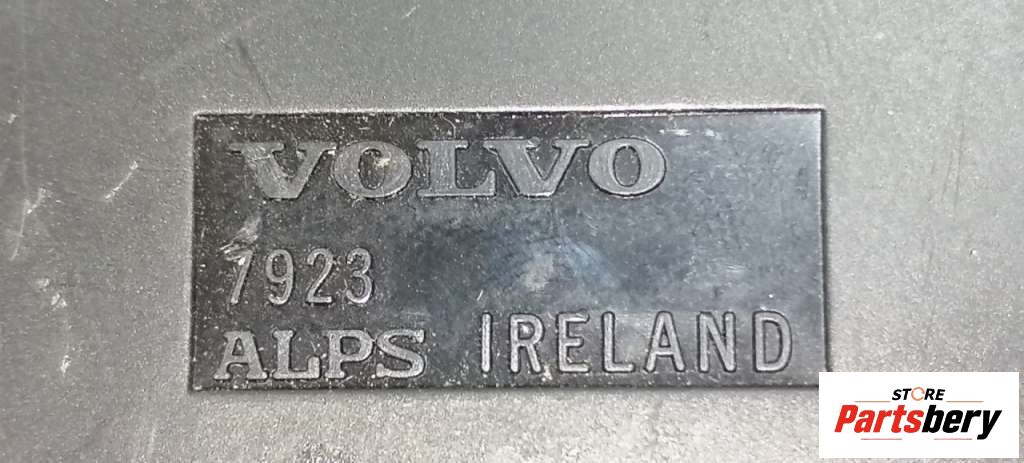 VOLVO
7923
ALPS IRELAND
STORE
Partsbery